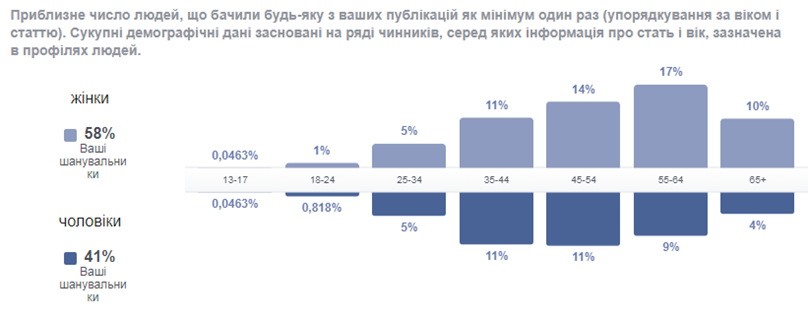 Приблизне число людей, що бачили будь-яку з ваших публікацій як мінімум один раз (упорядкування за віком і
статтю). Сукупні демографічні дані засновані на ряді чинників, серед яких інформація про стать і вік, зазначена
в профілях людей.
жінки
58%
Ваші
шанувальни
ки
0,0463%
1%
5%
11%
14%
17%
10%
13-17
18-24
25-34
35-44
45-54
55-64
65+
чоловіки
41%
Ваші
шанувальни
ки
0,0463%
0,818%
5%
11%
11%
9%
4%